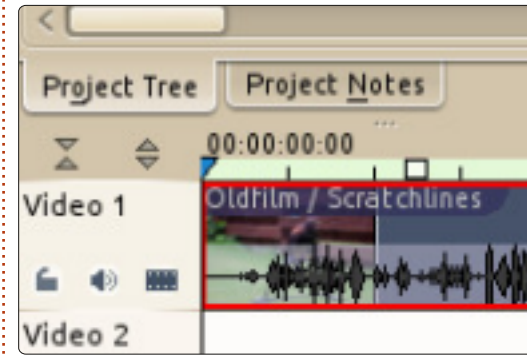 Project Tree Project Notes
00:00:00:00
Video 1 Oldfilm / Scratchlines
Video 2